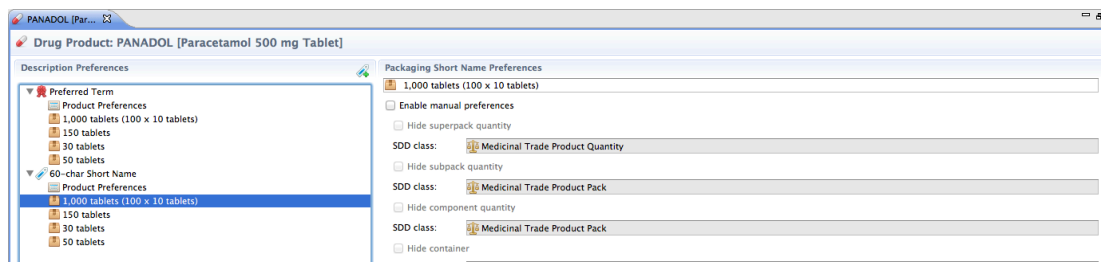 PANADOL [Par...
Drug Product: PANADOL [Paracetamol 500 mg Tablet]
Description Preferences
Preferred Term
Product Preferences
1,000 tablets (100 x 10 tablets)
150 tablets
30 tablets
50 tablets
60-char Short Name
Product Preferences
1,000 tablets (100 x 10 tablets)
150 tablets
30 tablets
50 tablets
Packaging Short Name Preferences
1,000 tablets (100 x 10 tablets)
Enable manual preferences
Hide superpack quantity
SDD class: Medicinal Trade Product Quantity
Hide subpack quantity
SDD class: Medicinal Trade Product Pack
Hide component quantity
SDD class: Medicinal Trade Product Pack
Hide container